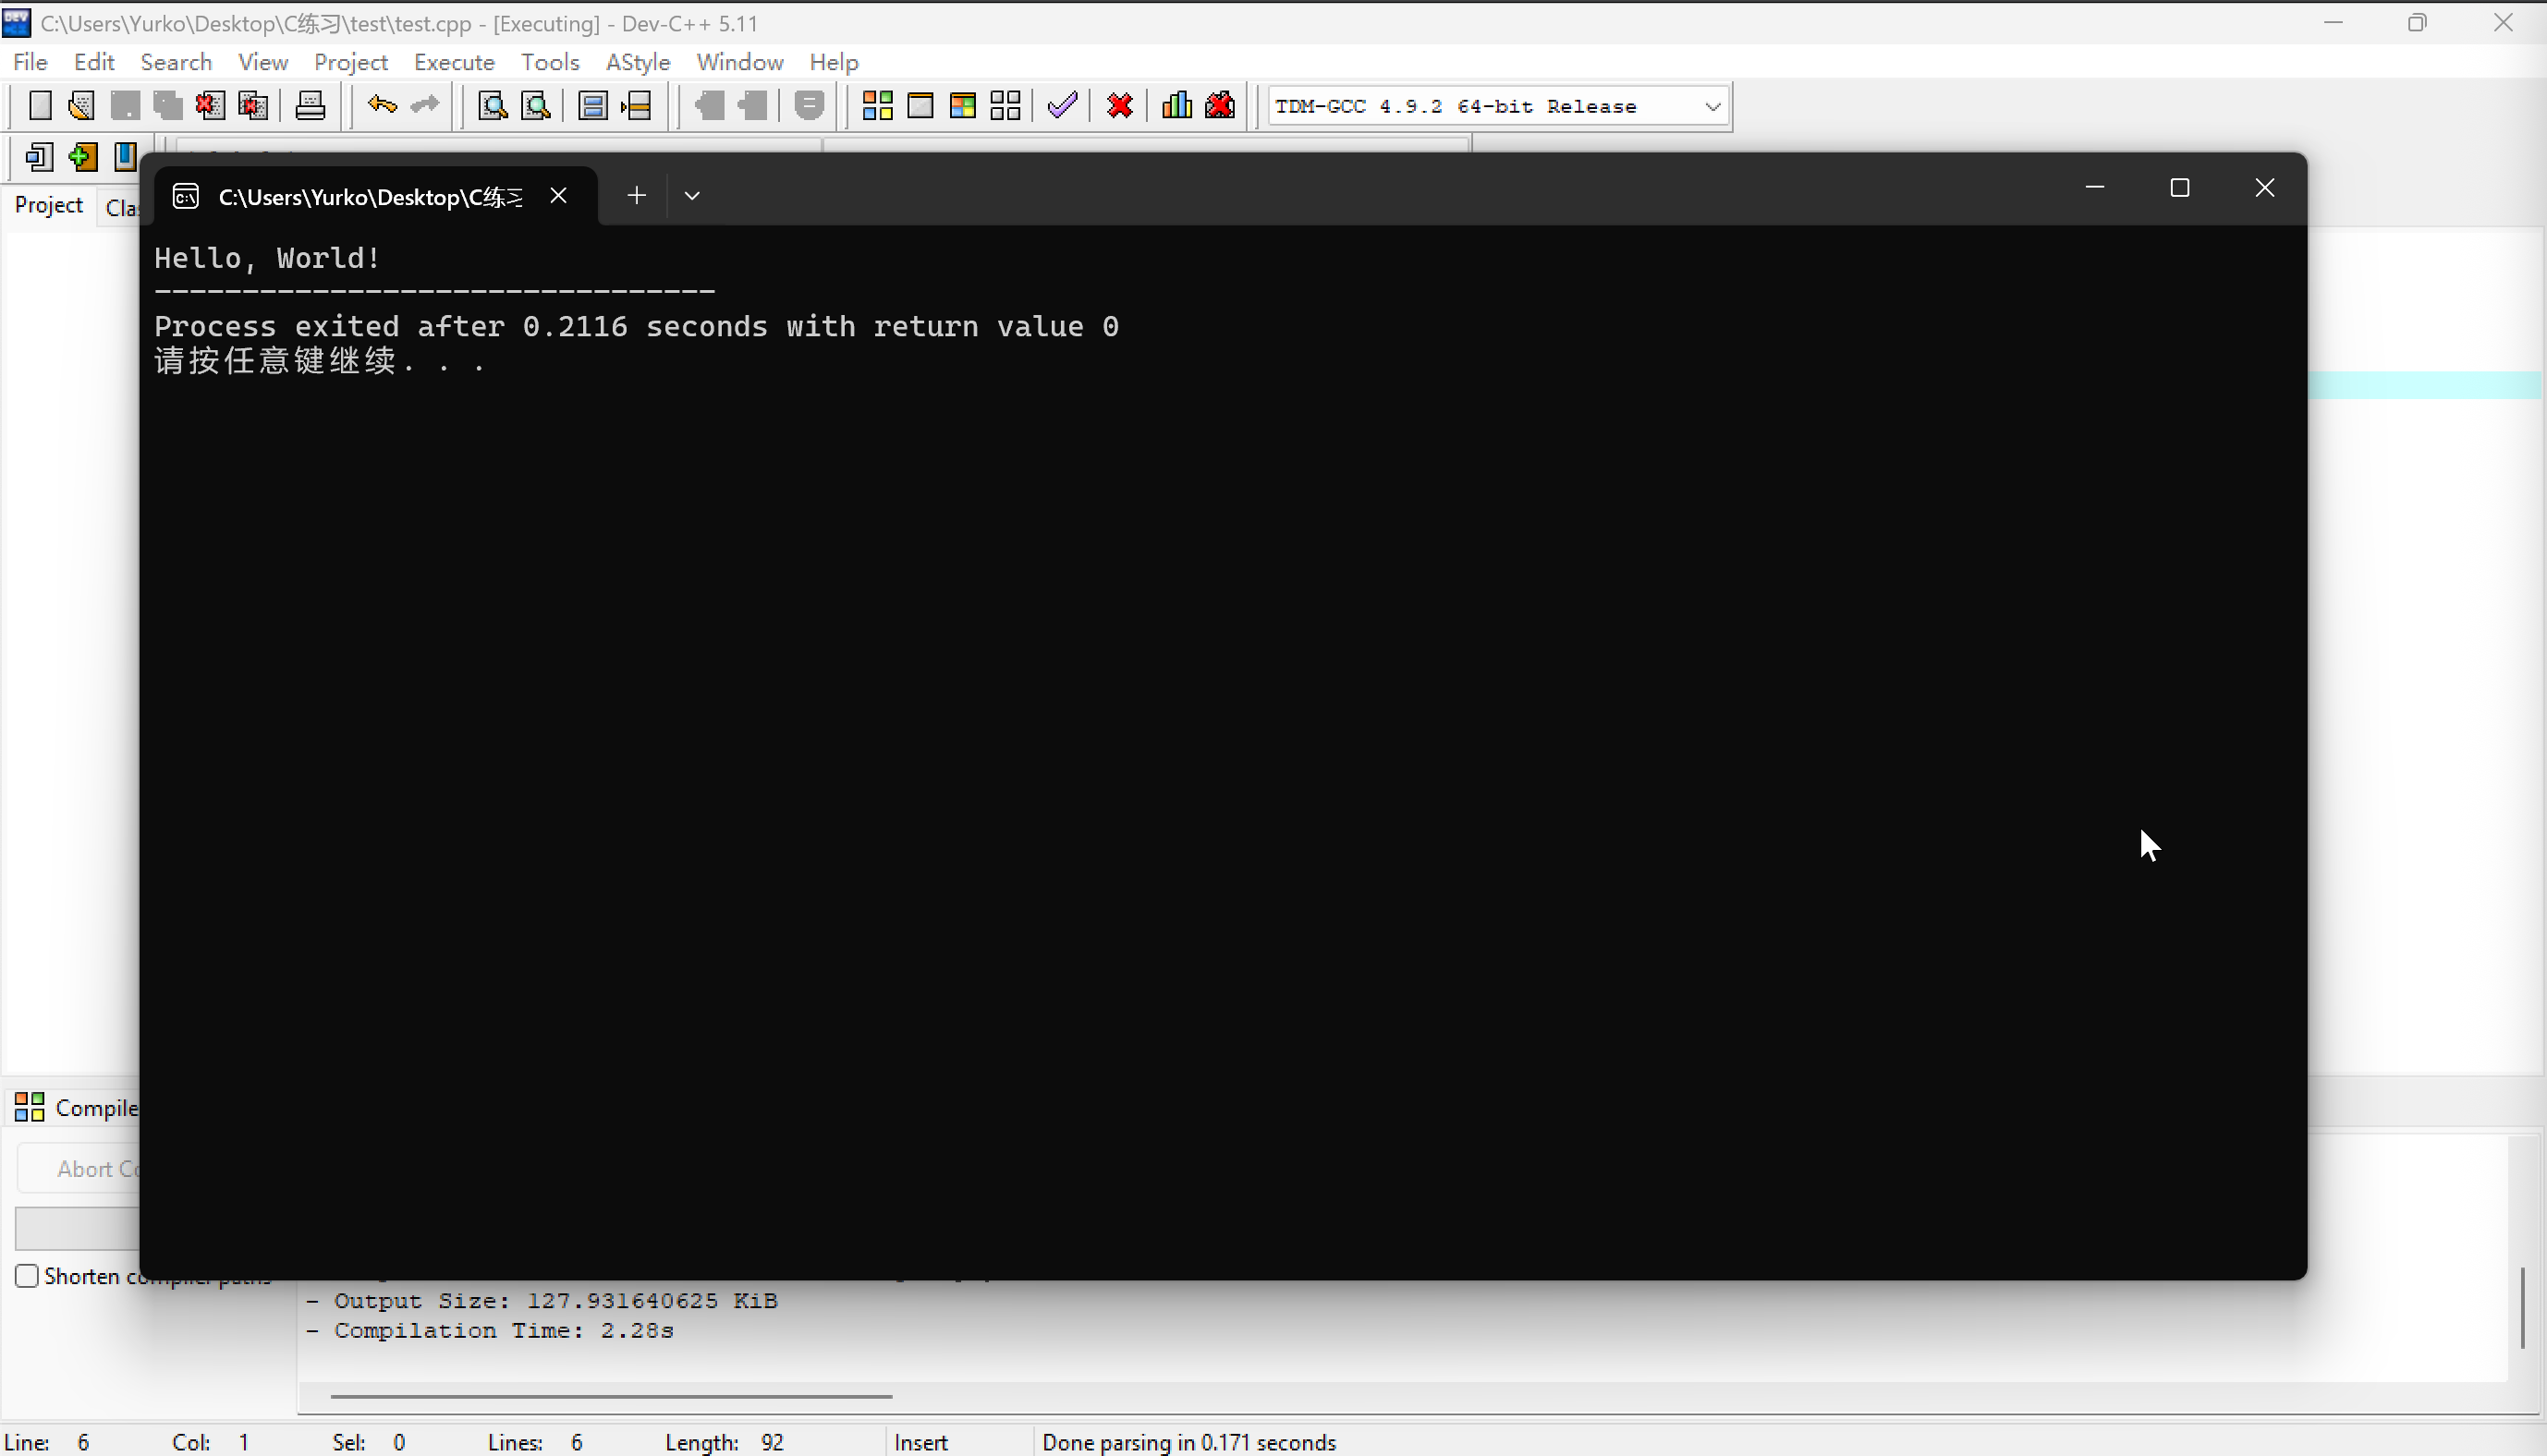 C:\Users\Yurko\Desktop\C练习\test\test.cpp - [Executing] - Dev-C++ 5.11
File Edit Search View Project Execute Tools AStyle Window Help
TDM-GCC 4.9.2 64-bit Release
C:\Users\Yurko\Desktop\C练习
Project Cla
Hello, World!
--------------------------------
Process exited after 0.2116 seconds with return value 0
请按任意键继续. . .
Compile
Abort Co
Shorten compiler paths
- Output Size: 127.931640625 KiB
- Compilation Time: 2.28s
Line: 6 Col: 1 Sel: 0 Lines: 6 Length: 92 Insert Done parsing in 0.171 seconds